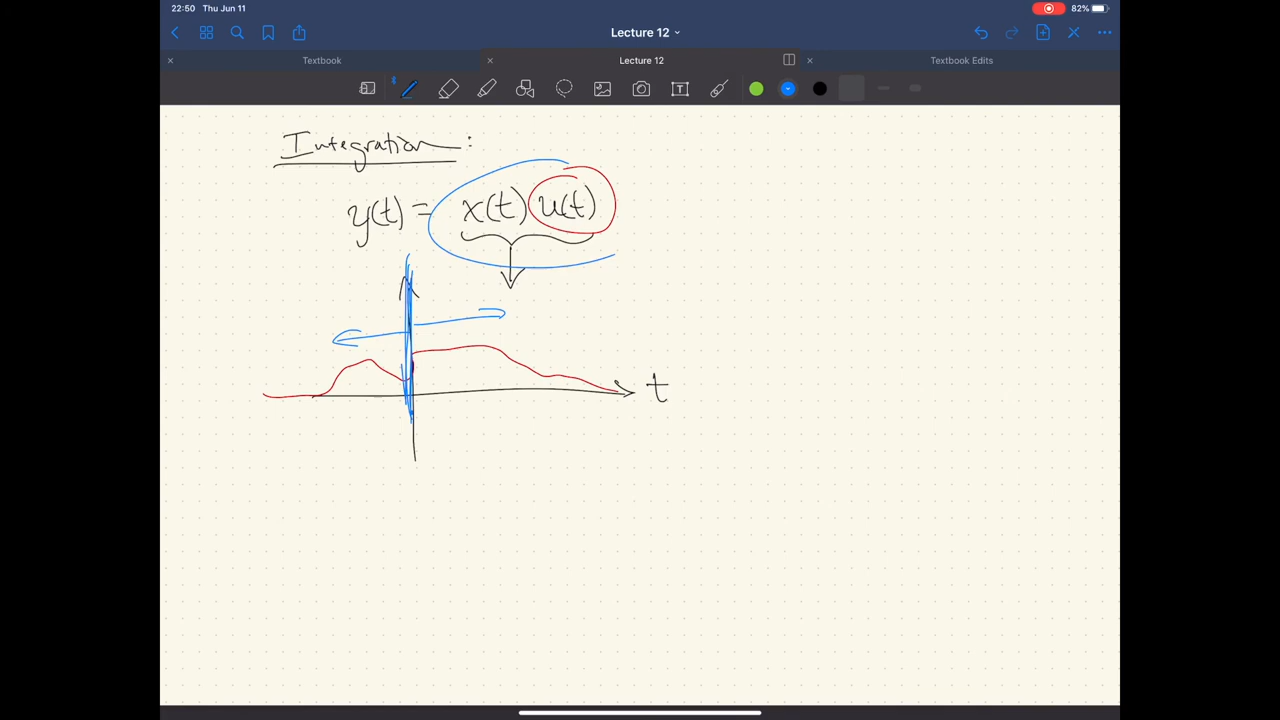 22:50 Thu Jun 11
82%
Lecture 12
Textbook
Lecture 12
Textbook Edits
Integration :
y(t) = x(t) u(t)
t